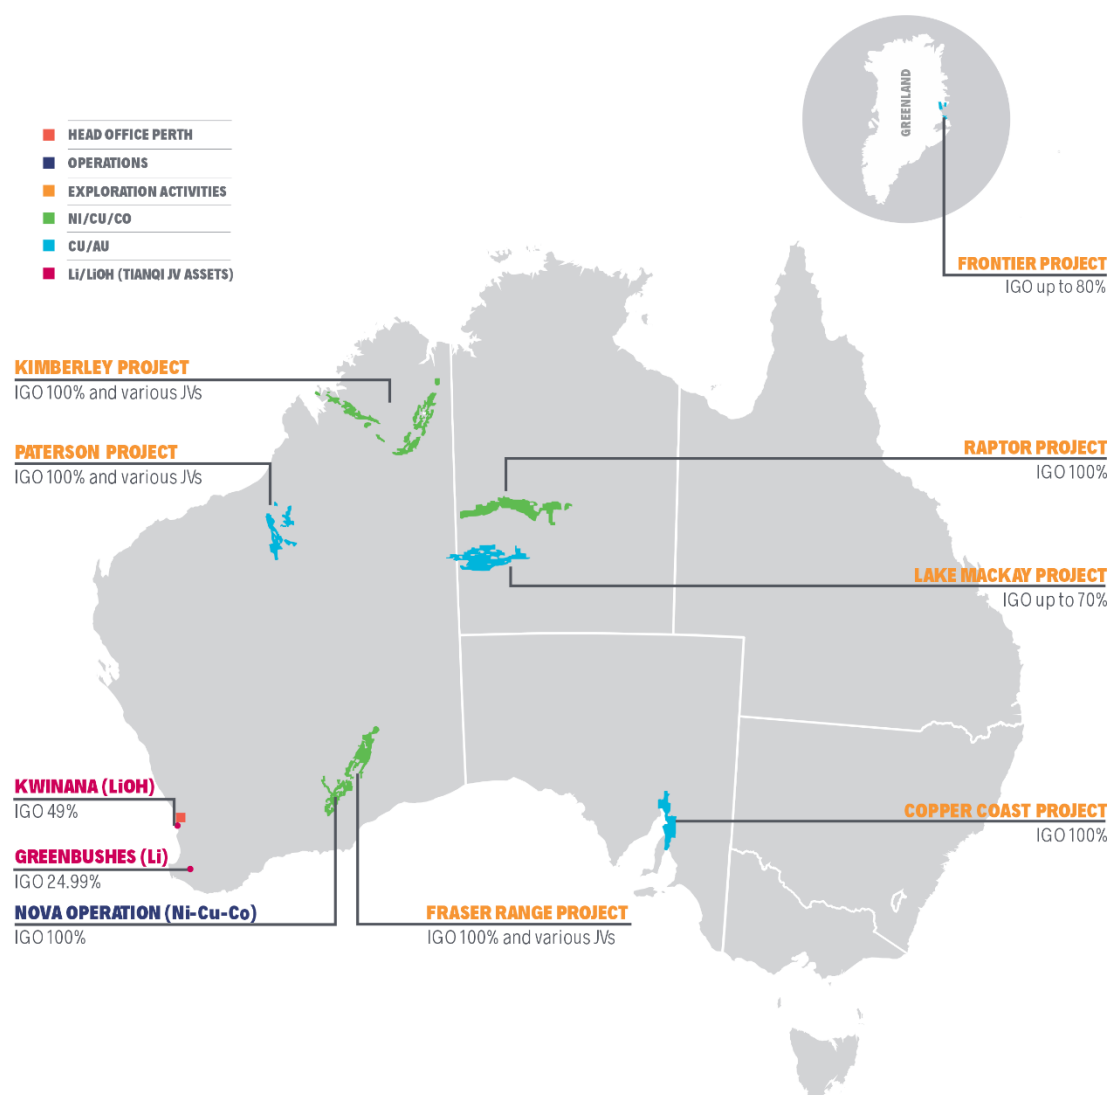 GREENLAND
HEAD OFFICE PERTH
OPERATIONS
EXPLORATION ACTIVITIES
NI/CU/CO
CU/AU
Li/LiOH (TIANQI JV ASSETS)
FRONTIER PROJECT
IGO up to 80%
KIMBERLEY PROJECT
IGO 100% and various JVs
PATERSON PROJECT
IGO 100% and various JVs
RAPTOR PROJECT
IGO 100%
LAKE MACKAY PROJECT
IGO up to 70%
KWINANA (LiOH)
IGO 49%
COPPER COAST PROJECT
IGO 100%
GREENBUSHES (Li)
IGO 24.99%
NOVA OPERATION (Ni-Cu-Co)
IGO 100%
FRASER RANGE PROJECT
IGO 100% and various JVs